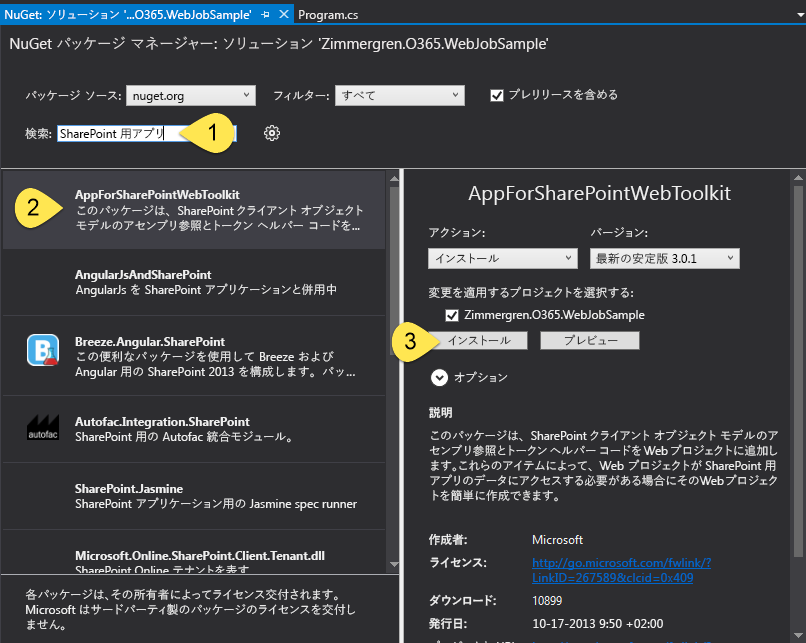 NuGet: ソリューション '...O365.WebJobSample'
Program.cs
NuGet パッケージ マネージャー: ソリューション 'Zimmergren.O365.WebJobSample'
パッケージ ソース: nuget.org フィルター: すべて プレリリースを含める
検索: SharePoint 用アプリ 1
2
AppForSharePointWebToolkit
このパッケージは、SharePoint クライアント オブジェクト
モデルのアセンブリ参照とトークン ヘルパー コードを...
AngularJsAndSharePoint
AngularJs を SharePoint アプリケーションと併用中
Breeze.Angular.SharePoint
この便利なパッケージを使用して Breeze および
Angular 用の SharePoint 2013 を構成します。パッ...
autofac
Autofac.Integration.SharePoint
SharePoint 用の Autofac 統合モジュール。
SharePoint.Jasmine
SharePoint アプリケーション用の Jasmine spec runner
Microsoft.Online.SharePoint.Client.Tenant.dll
SharePoint Online テナントを表す
各パッケージは、その所有者によってライセンス交付されます。
Microsoft はサードパーティ製のパッケージのライセンスを交付し
ません。
AppForSharePointWebToolkit
アクション: バージョン:
インストール 最新の安定版 3.0.1
変更を適用するプロジェクトを選択する:
Zimmergren.O365.WebJobSample
3 インストール プレビュー
オプション
説明
このパッケージは、SharePoint クライアント オブジェクト モデルのア
センブリ参照とトークン ヘルパー コードを Web プロジェクトに追加し
ます。これらのアイテムによって、Web プロジェクトが SharePoint 用
アプリのデータにアクセスする必要がある場合にそのWebプロジェク
トを簡単に作成できます。
作成者: Microsoft
ライセンス: http://go.microsoft.com/fwlink/?
LinkID=267589&clcid=0x409
ダウンロード: 10899
発行日: 10-17-2013 9:50 +02:00